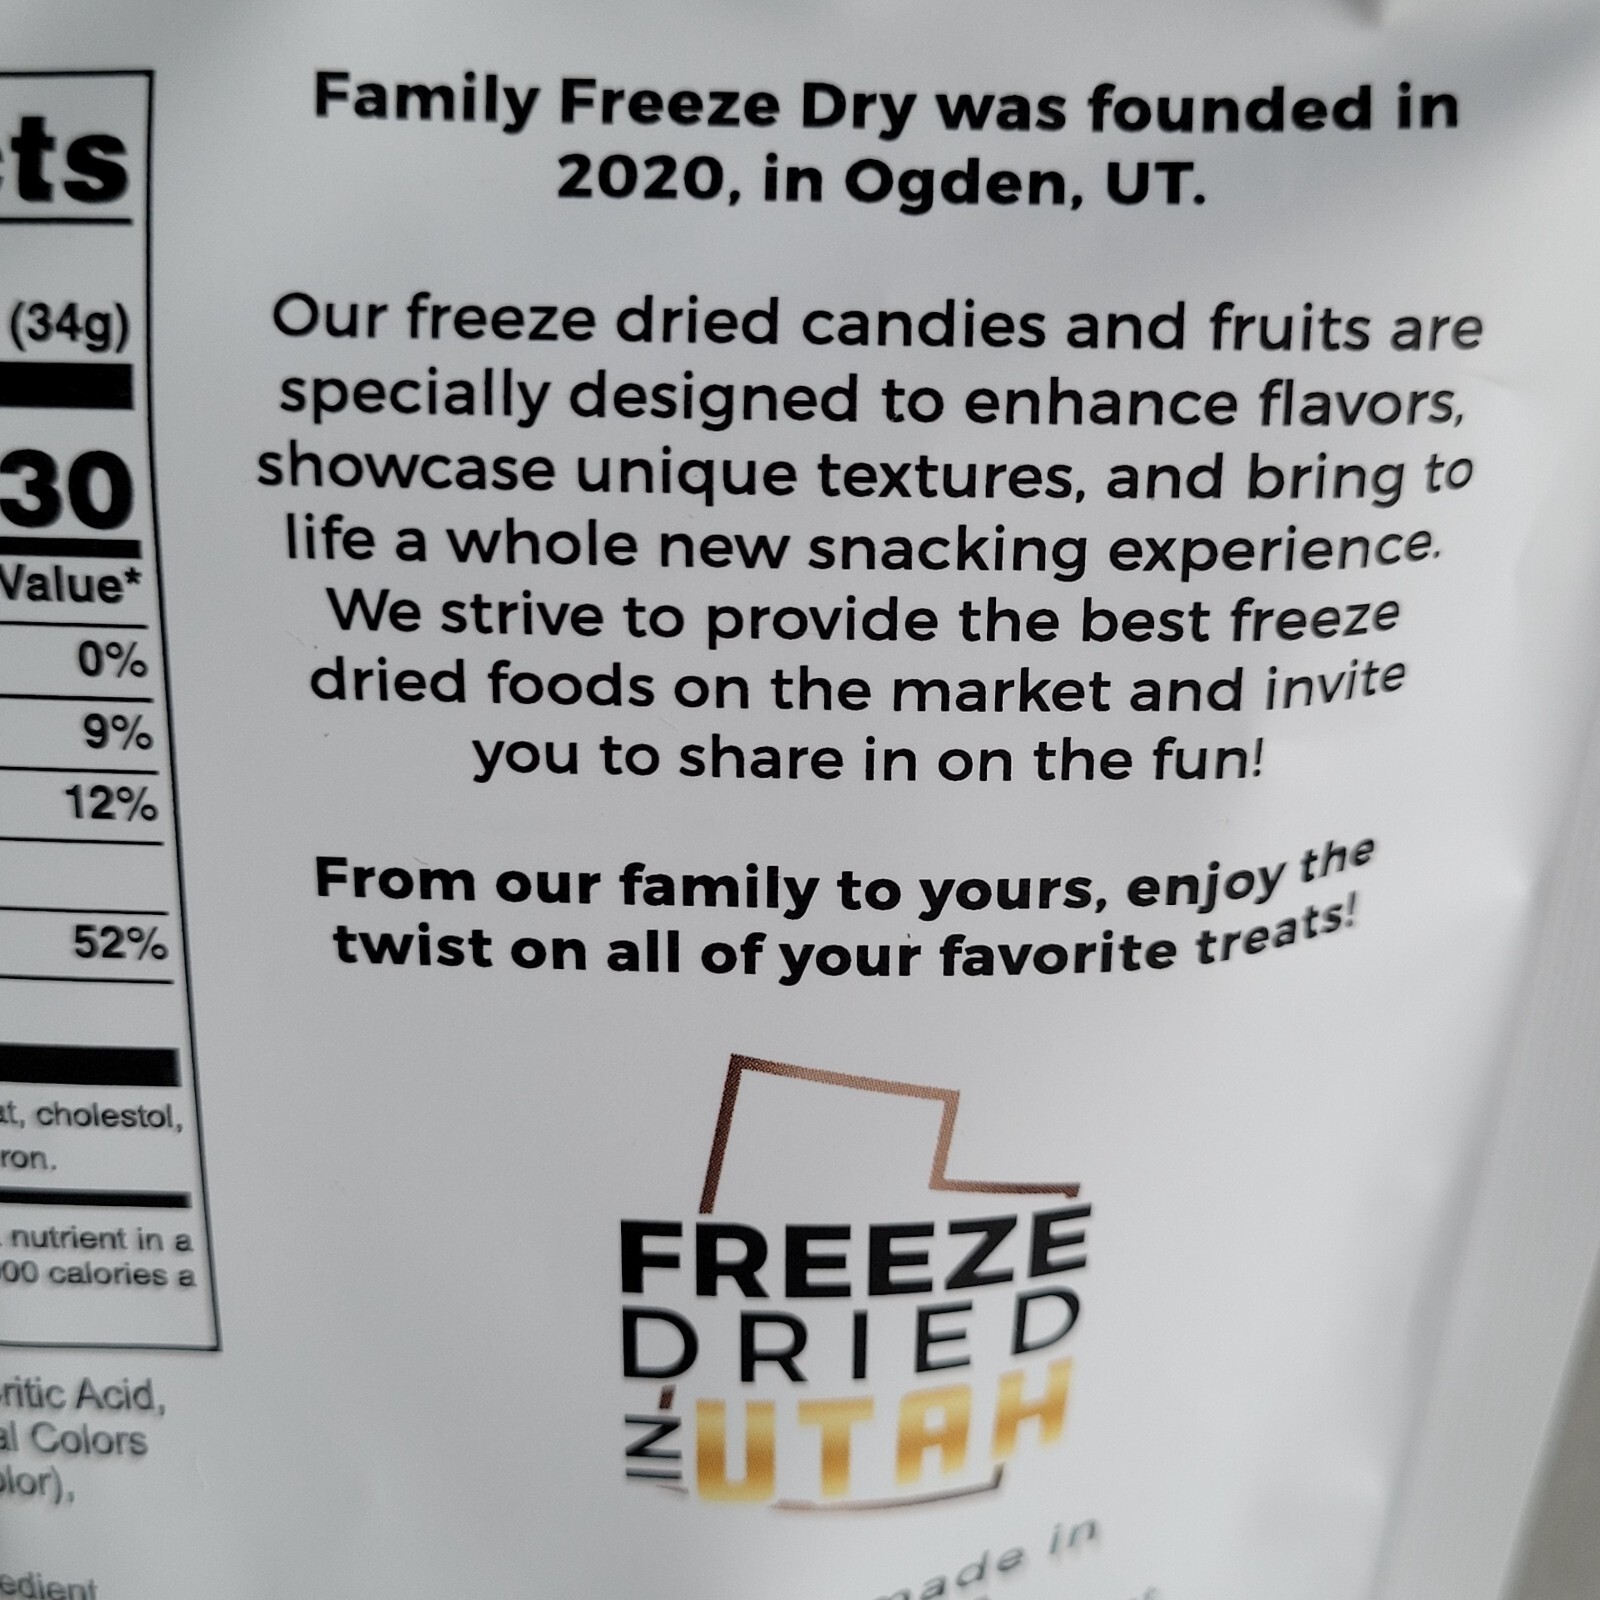 ts
(34g)
30
Value*
0%
9%
12%
52%
cholestol,
nutrient in a
00 calories a
Acid,
Colors
Family Freeze Dry was founded in
2020, in Ogden, UT.
Our freeze dried candies and fruits are
specially designed to enhance flavors,
showcase unique textures, and bring to
life a whole new snacking experience.
We strive to provide the best freeze
dried foods on the market and invite
you to share in on the fun!
From our family to yours, enjoy the
twist on all of your favorite treats!
FREEZE
DRIED
IN UTAH
made in